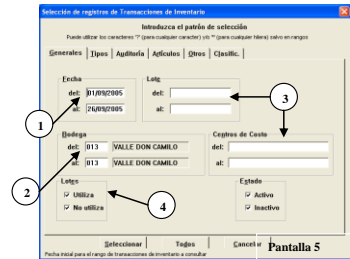 Selección de registros de Transacciones de Inventario
Introduzca el patrón de selección
Puede utilizar los caracteres '?' (para cualquier caracter) y/o '*' (para cualquier hilera) salvo en rangos
Generales Tipos Auditoría Artículos Otros Clasific.
Fecha Lote
del: 01/09/2005 del:
al: 26/09/2005 al:
1
3
Bodega Centros de Costo
del: 013 VALLE DON CAMILO del:
al: 013 VALLE DON CAMILO al:
2
4
Lotes Estado
Utiliza Activo
No utiliza Inactivo
Seleccionar Todos Cancelar
Pantalla 5
Fecha inicial para el rango de transacciones de inventario a consultar